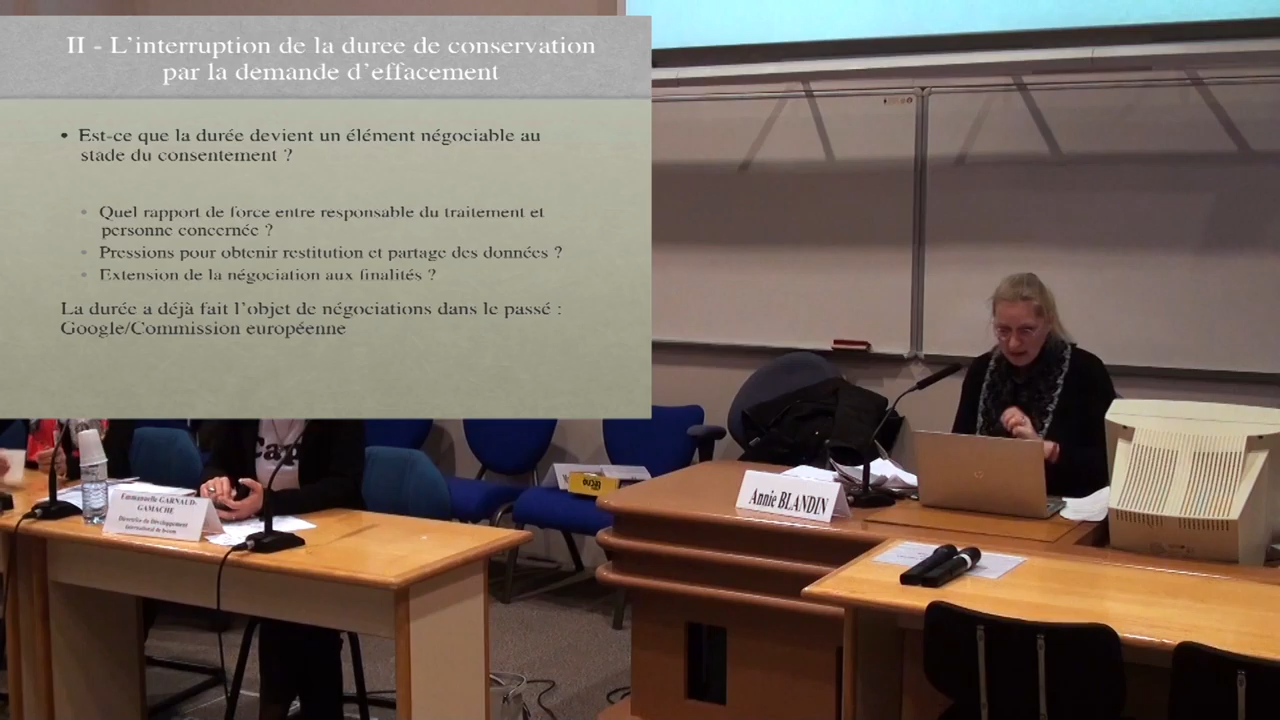 II - L'interruption de la duree de conservation
par la demande d'effacement
• Est-ce que la durée devient un élément négociable au
stade du consentement ?
Quel rapport de force entre responsable du traitement et
personne concernée ?
Pressions pour obtenir restitution et partage des données ?
Extension de la négociation aux finalités ?
La durée a déjà fait l'objet de négociations dans le passé :
Google/Commission européenne
Emmanuelle GARNAUD-
GAMACHE
Directrice du Développement
international de
Annie BLANDIN